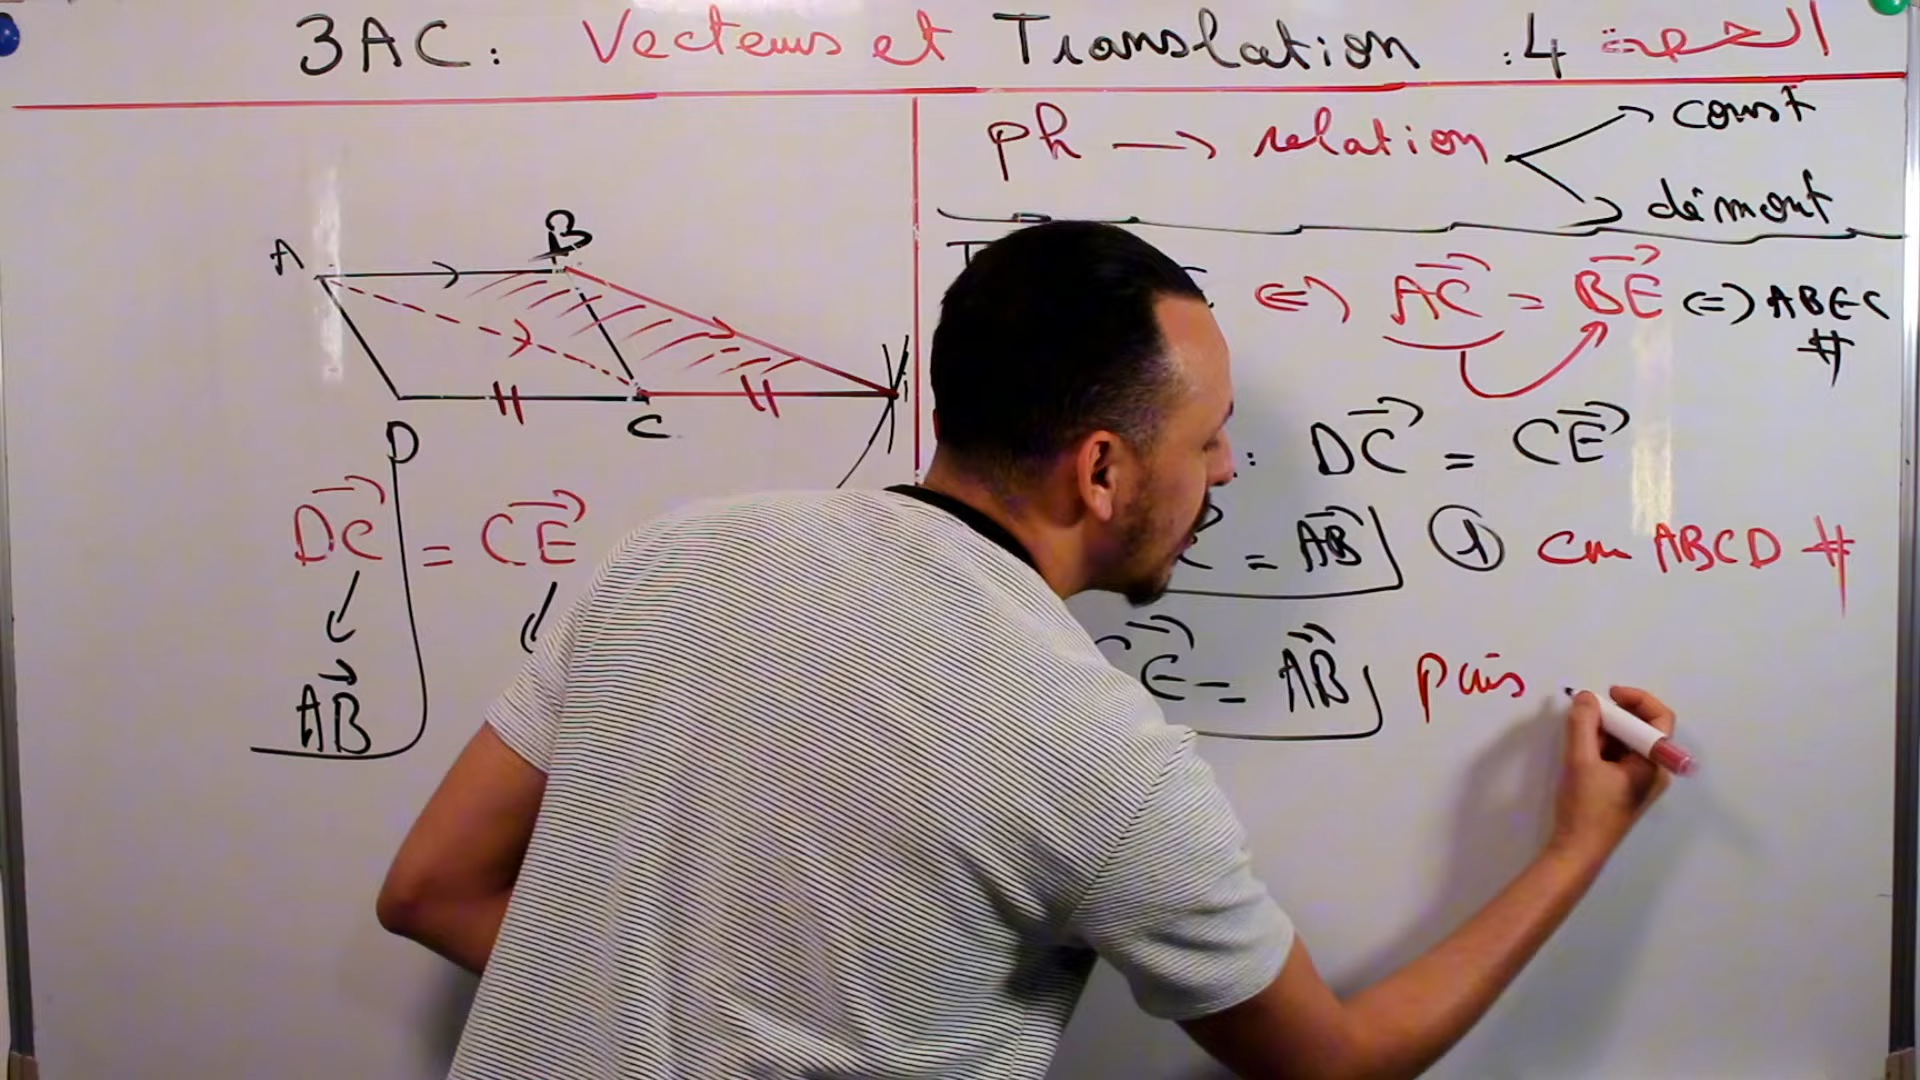 3AC: Vecteurs et Translation :4 الحصة
ph → relation
const
démont
⇔ AC = BE ⇔ ABEC #
: DC = CE
= AB ① cm ABCD #
CE = AB puis
A
B
C
D
DC = CE
AB